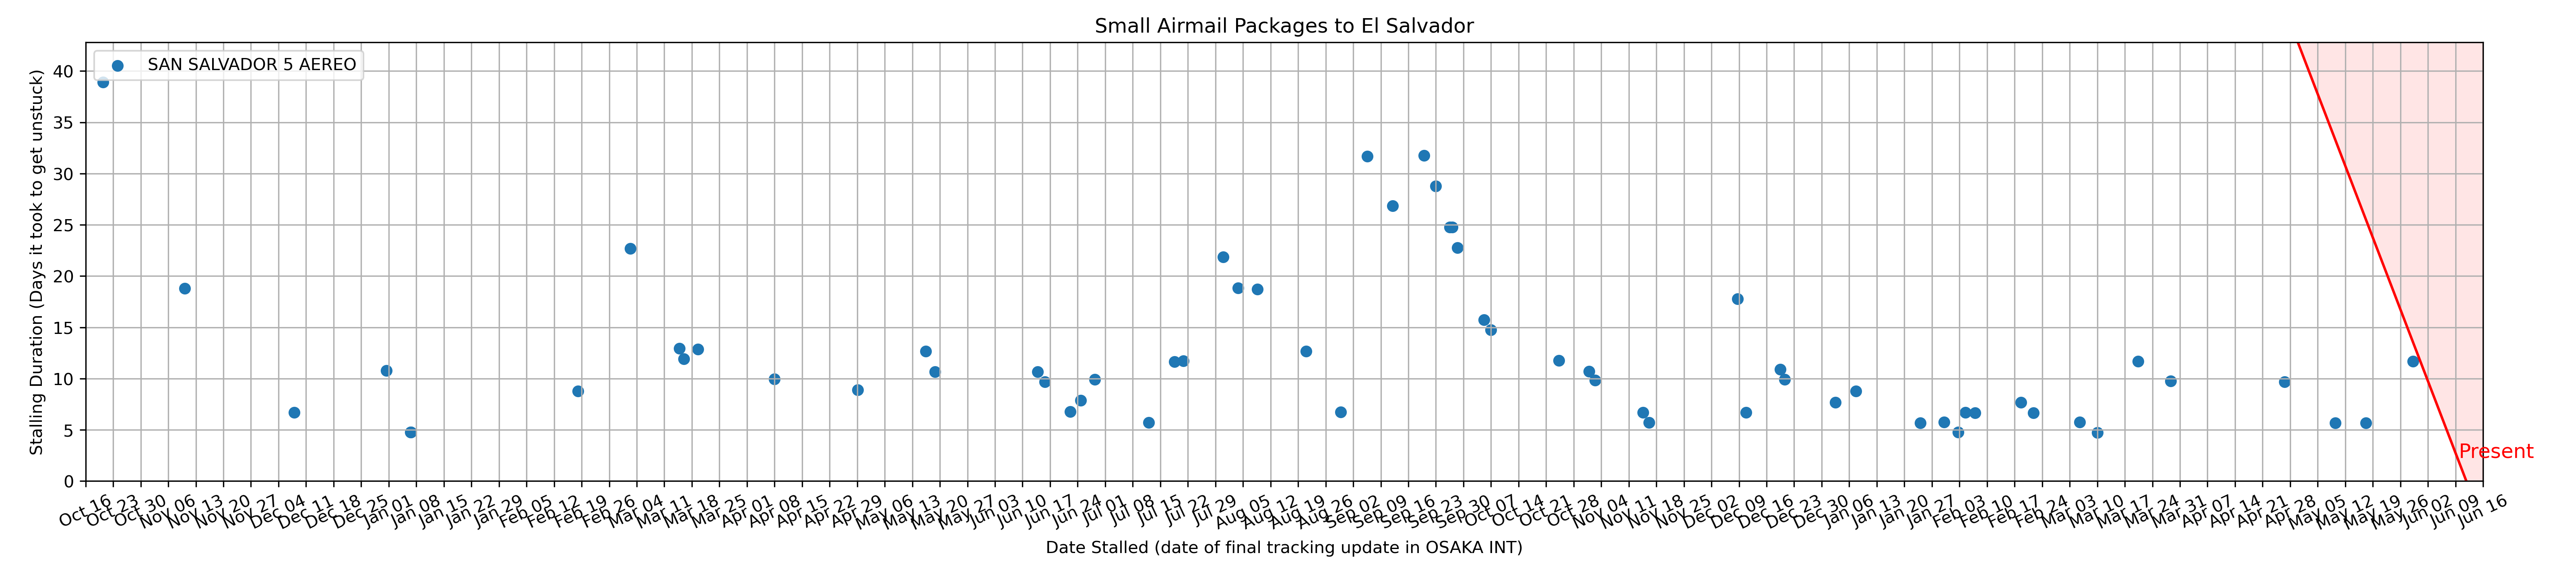 Small Airmail Packages to El Salvador
SAN SALVADOR 5 AEREO
Stalling Duration (Days it took to get unstuck)
40
35
30
25
20
15
10
5
0
Present
Oct 16 Oct 23 Oct 30 Nov 06 Nov 13 Nov 20 Nov 27 Dec 04 Dec 11 Dec 18 Dec 25 Jan 01 Jan 08 Jan 15 Jan 22 Jan 29 Feb 05 Feb 12 Feb 19 Feb 26 Mar 04 Mar 11 Mar 18 Mar 25 Apr 01 Apr 08 Apr 15 Apr 22 Apr 29 May 06 May 13 May 20 May 27 Jun 03 Jun 10 Jun 17 Jun 24 Jul 01 Jul 08 Jul 15 Jul 22 Jul 29 Aug 05 Aug 12 Aug 19 Aug 26 Sep 02 Sep 09 Sep 16 Sep 23 Sep 30 Oct 07 Oct 14 Oct 21 Oct 28 Nov 04 Nov 11 Nov 18 Nov 25 Dec 02 Dec 09 Dec 16 Dec 23 Dec 30 Jan 06 Jan 13 Jan 20 Jan 27 Feb 03 Feb 10 Feb 17 Feb 24 Mar 03 Mar 10 Mar 17 Mar 24 Mar 31 Apr 07 Apr 14 Apr 21 Apr 28 May 05 May 12 May 19 May 26 Jun 02 Jun 09 Jun 16
Date Stalled (date of final tracking update in OSAKA INT)